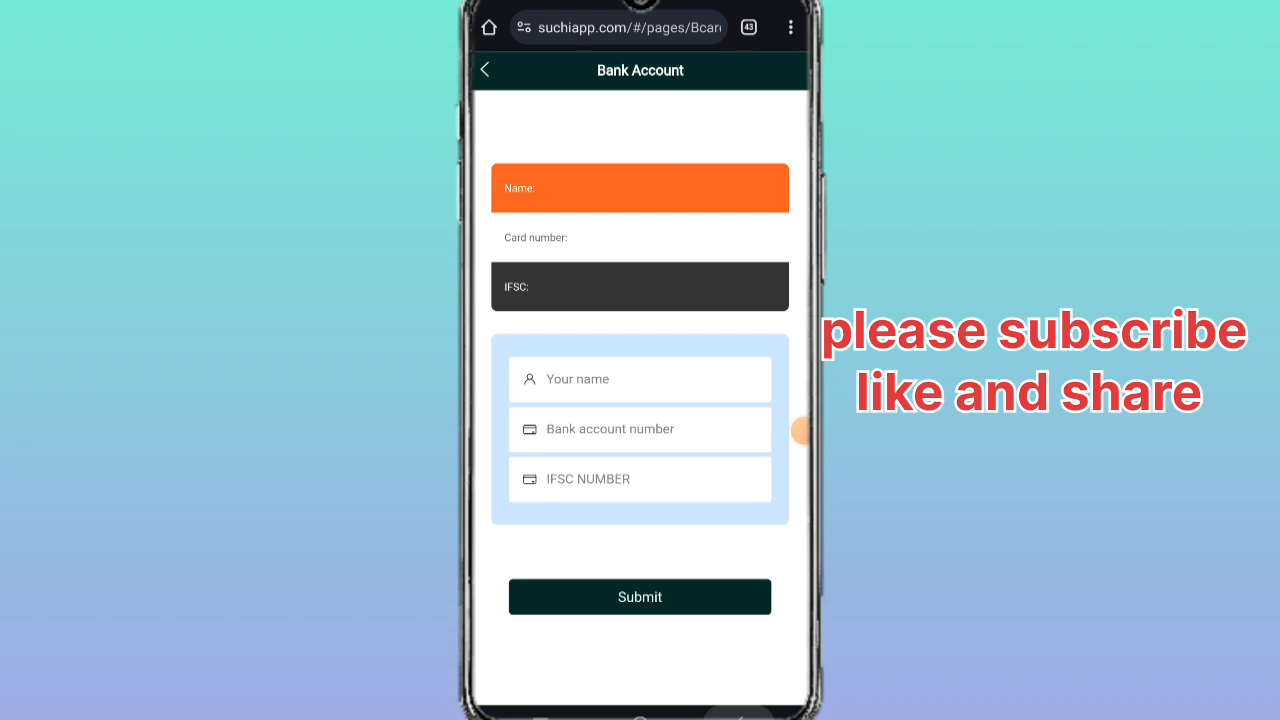 suchiapp.com/#/pages/Bcar
43
Bank Account
Name:
Card number:
IFSC:
Your name
Bank account number
IFSC NUMBER
Submit
please subscribe
like and share